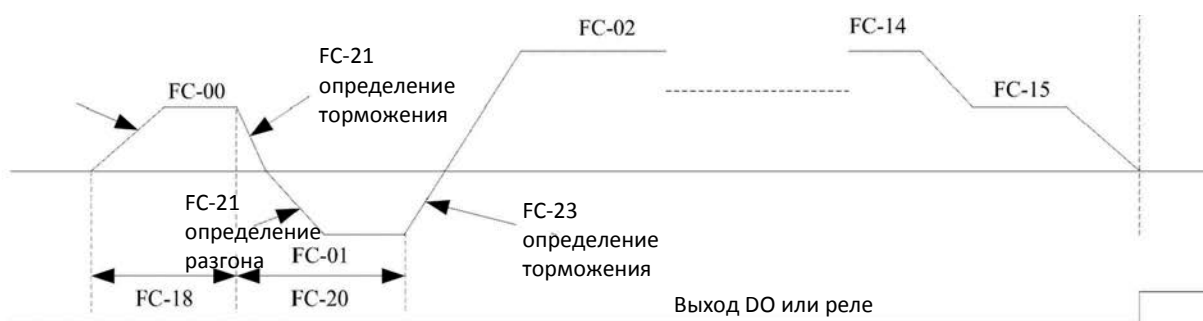 FC-00
FC-21
определение
торможения
FC-02
FC-14
FC-15
FC-21
определение
разгона
FC-01
FC-23
определение
торможения
FC-18
FC-20
Выход DO или реле